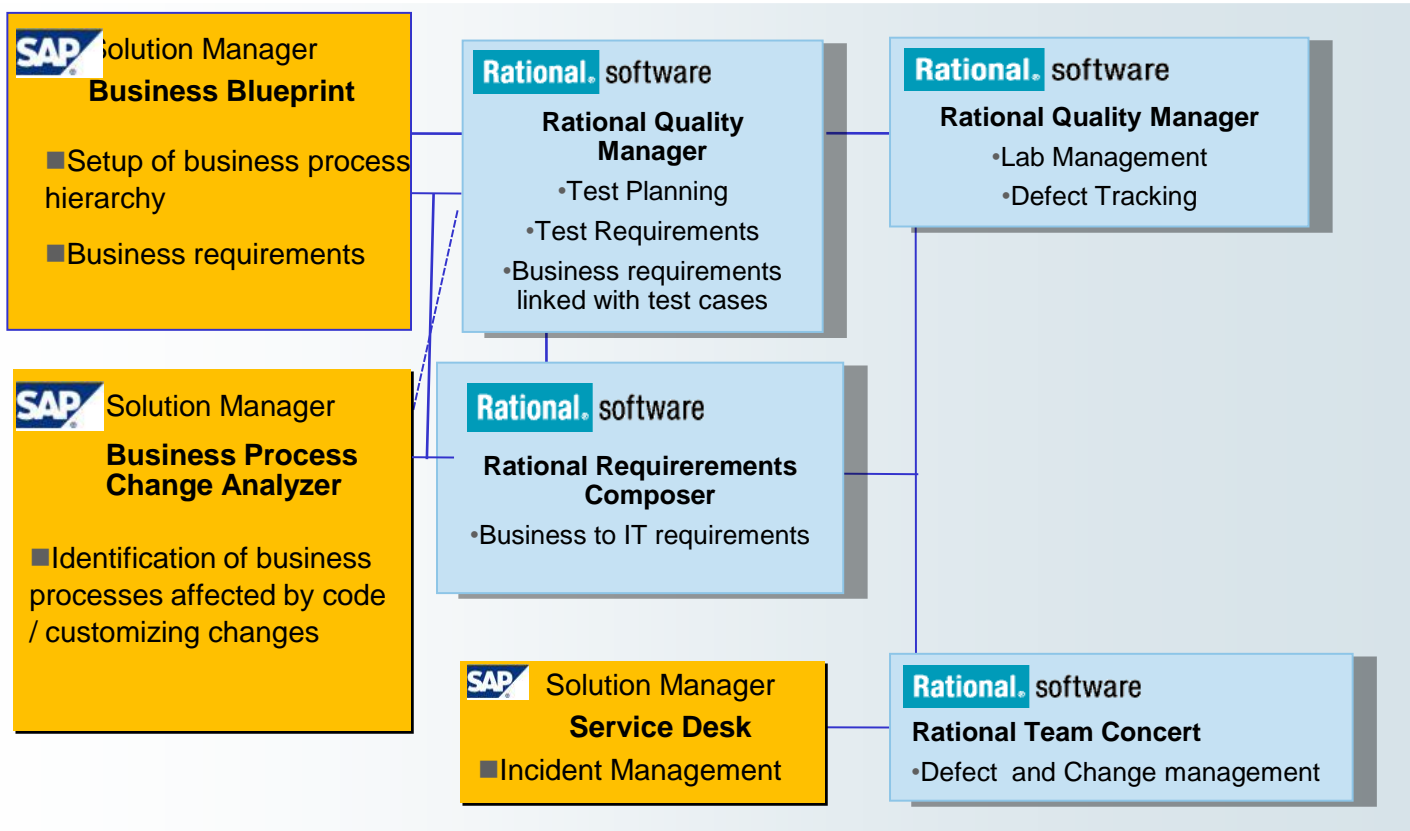 SAP Solution Manager
Business Blueprint
■Setup of business process
hierarchy
■Business requirements
Rational. software
Rational Quality
Manager
•Test Planning
•Test Requirements
•Business requirements
linked with test cases
Rational. software
Rational Quality Manager
•Lab Management
•Defect Tracking
SAP Solution Manager
Business Process
Change Analyzer
■Identification of business
processes affected by code
/ customizing changes
Rational. software
Rational Requirerements
Composer
•Business to IT requirements
SAP Solution Manager
Service Desk
■Incident Management
Rational. software
Rational Team Concert
•Defect and Change management